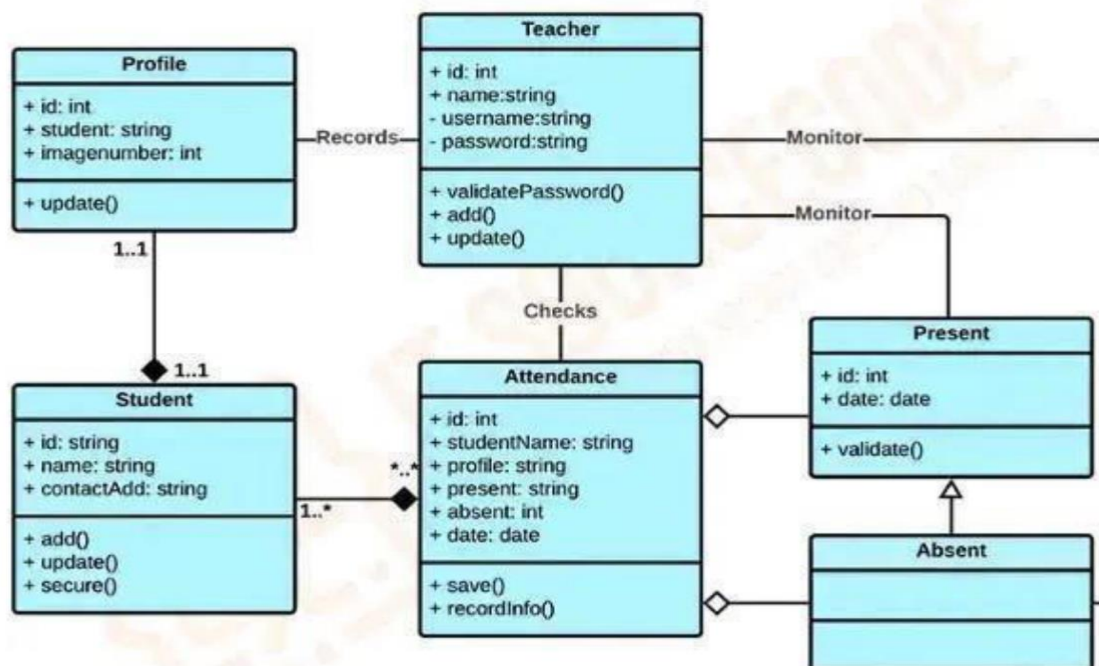 Profile
+ id: int
+ student: string
+ imagenumber: int
+ update()
Records
Teacher
+ id: int
+ name:string
- username:string
- password:string
+ validatePassword()
+ add()
+ update()
Monitor
Monitor
1..1
1..1
Checks
Student
+ id: string
+ name: string
+ contactAdd: string
+ add()
+ update()
+ secure()
1..*
*..*
Attendance
+ id: int
+ studentName: string
+ profile: string
+ present: string
+ absent: int
+ date: date
+ save()
+ recordInfo()
Present
+ id: int
+ date: date
+ validate()
Absent